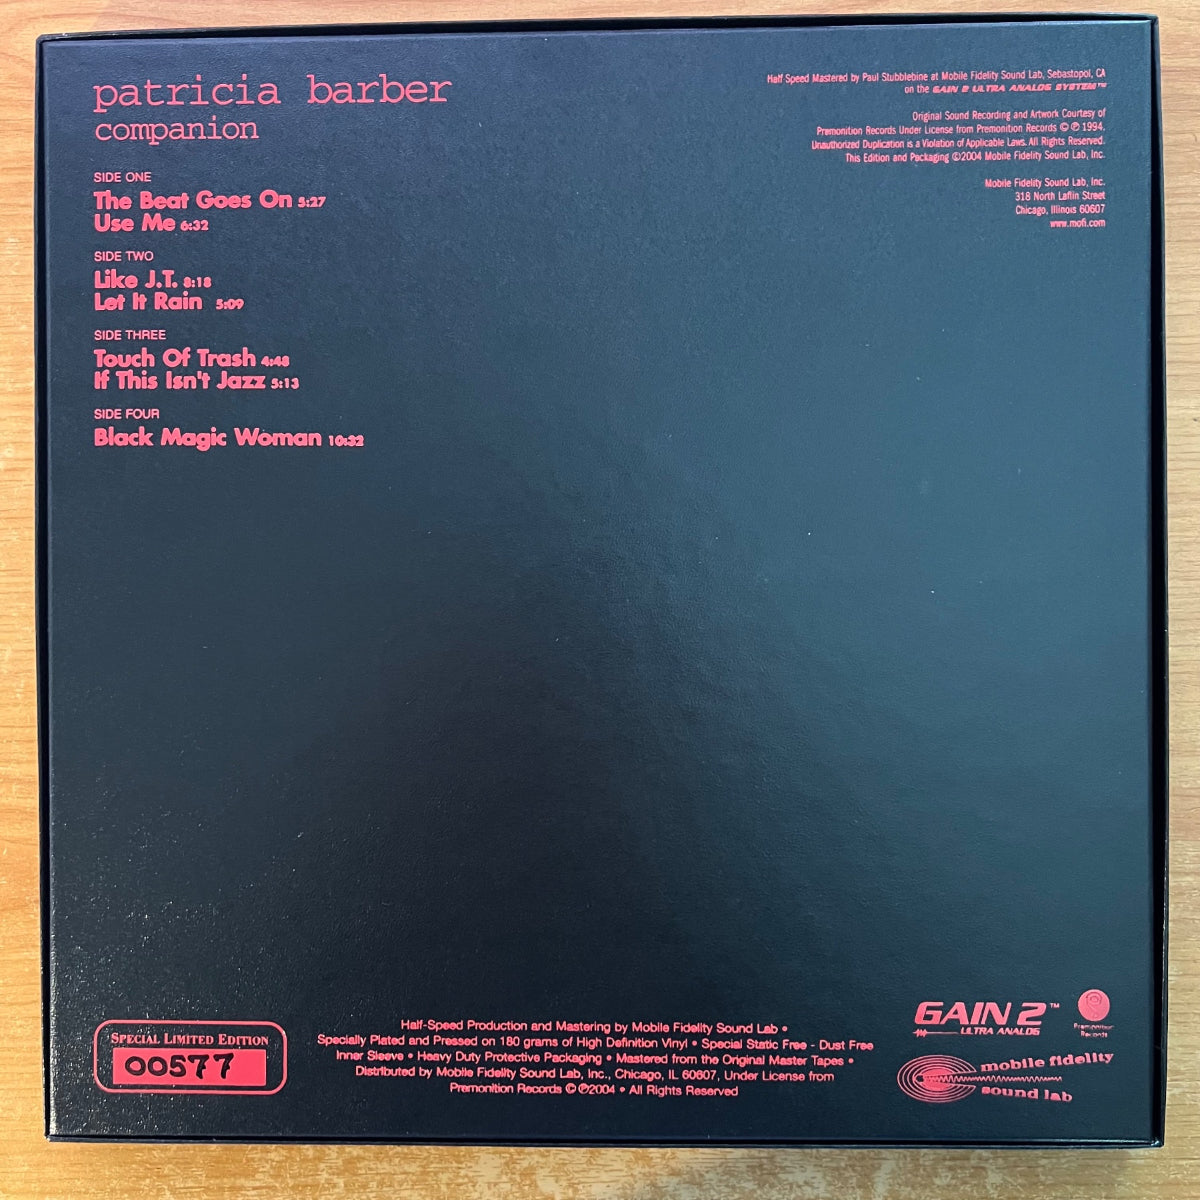 patricia barber
companion
SIDE ONE
The Beat Goes On 5:27
Use Me 6:32
SIDE TWO
Like J.T. 8:18
Let It Rain 5:09
SIDE THREE
Touch Of Trash 4:48
If This Isn't Jazz 5:13
SIDE FOUR
Black Magic Woman 10:32
Half Speed Mastered by Paul Stubblebine at Mobile Fidelity Sound Lab, Sebastopol, CA
on the GAIN 2 ULTRA ANALOG SYSTEM™
Original Sound Recording and Artwork Courtesy of
Premonition Records Under License from Premonition Records © ℗ 1994.
Unauthorized Duplication is a Violation of Applicable Laws. All Rights Reserved.
This Edition and Packaging ©2004 Mobile Fidelity Sound Lab, Inc.
Mobile Fidelity Sound Lab, Inc.
318 North Laflin Street
Chicago, Illinois 60607
www.mofi.com
SPECIAL LIMITED EDITION
00577
Half-Speed Production and Mastering by Mobile Fidelity Sound Lab •
Specially Plated and Pressed on 180 grams of High Definition Vinyl • Special Static Free - Dust Free
Inner Sleeve • Heavy Duty Protective Packaging • Mastered from the Original Master Tapes •
Distributed by Mobile Fidelity Sound Lab, Inc., Chicago, IL 60607, Under License from
Premonition Records © ℗2004 • All Rights Reserved
GAIN 2™
ULTRA ANALOG
Premonition
Records
mobile fidelity
sound lab